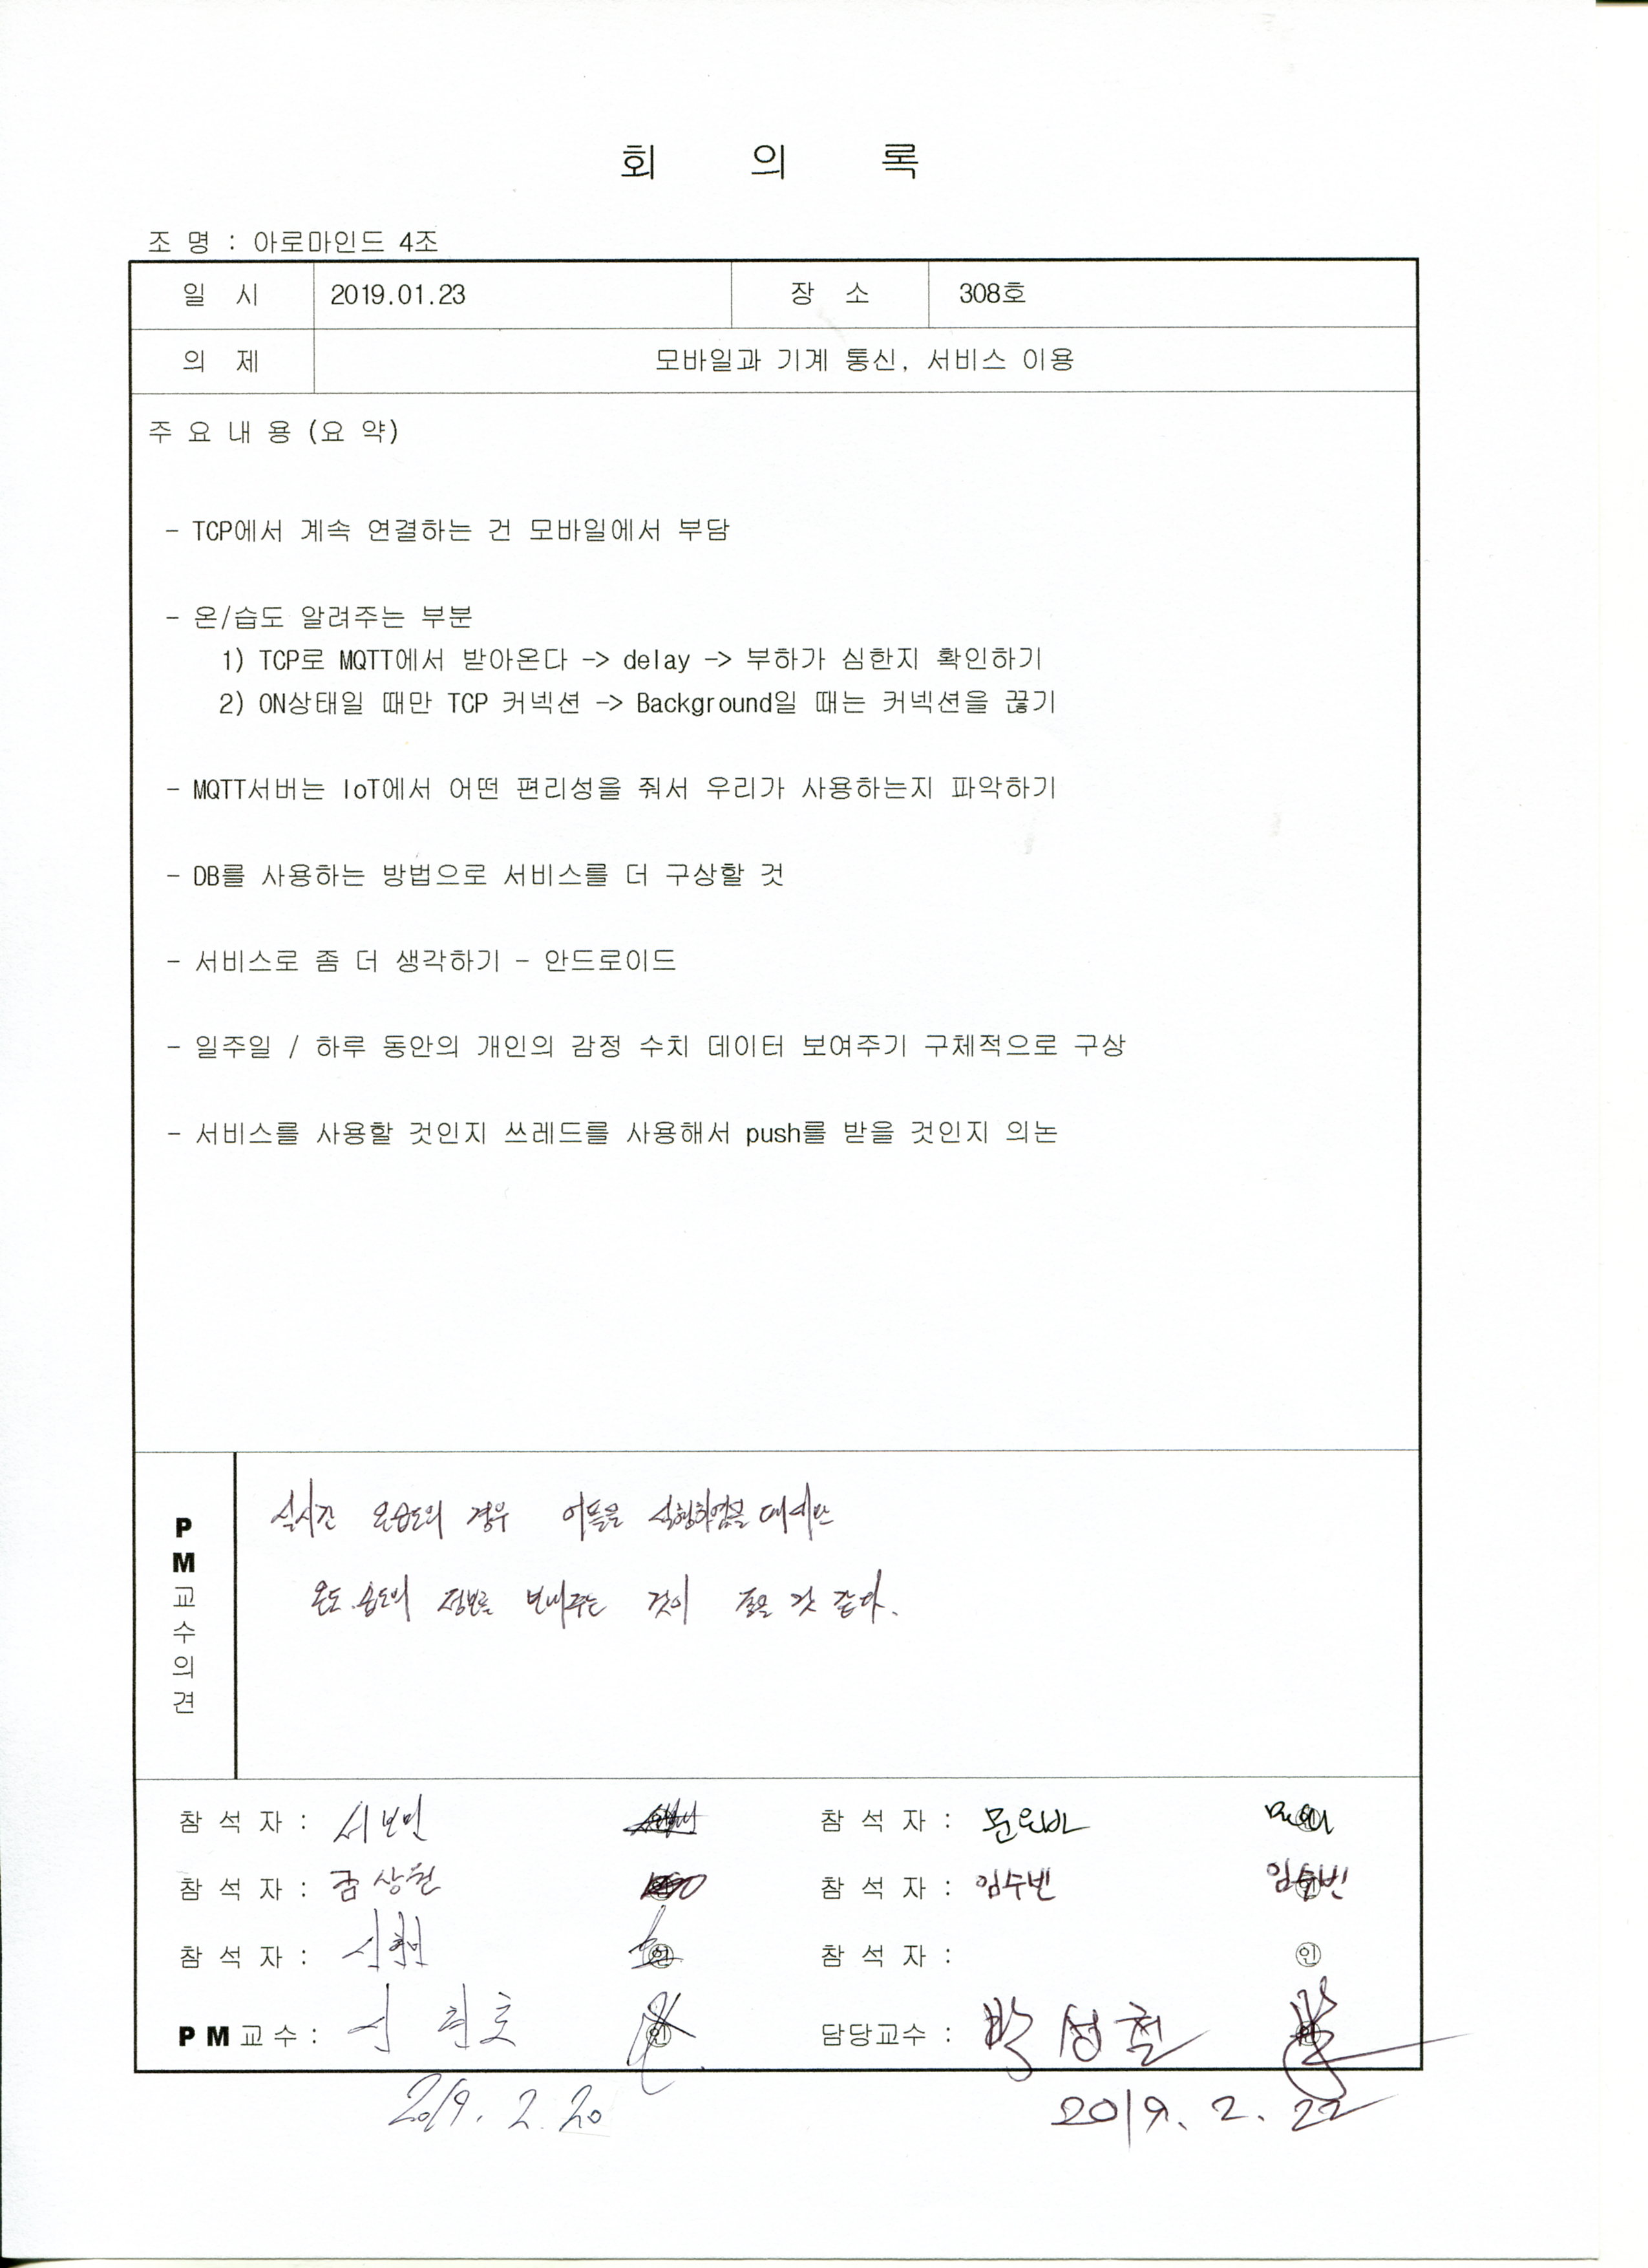 회 의 록
조 명 : 아로마인드 4조
일 시 2019.01.23 장 소 308호
의 제 모바일과 기계 통신, 서비스 이용
주 요 내 용 (요 약)
- TCP에서 계속 연결하는 건 모바일에서 부담
- 온/습도 알려주는 부분
1) TCP로 MQTT에서 받아온다 -> delay -> 부하가 심한지 확인하기
2) ON상태일 때만 TCP 커넥션 -> Background일 때는 커넥션을 끊기
- MQTT서버는 IoT에서 어떤 편리성을 줘서 우리가 사용하는지 파악하기
- DB를 사용하는 방법으로 서비스를 더 구상할 것
- 서비스로 좀 더 생각하기 - 안드로이드
- 일주일 / 하루 동안의 개인의 감정 수치 데이터 보여주기 구체적으로 구상
- 서비스를 사용할 것인지 쓰레드를 사용해서 push를 받을 것인지 의논
PM교수의견
실시간 온습도의 경우 어플을 실행하였을 때에만
온도.습도의 정보를 보내주는 것이 좋을 것 같다.
참 석 자 : 서보민 참 석 자 :
참 석 자 : 금상원 참 석 자 : 임수빈 임수빈
참 석 자 : 참 석 자 : 인
PM교수 : 인 담당교수 : 박성철
2019. 2. 20 2019. 2. 22